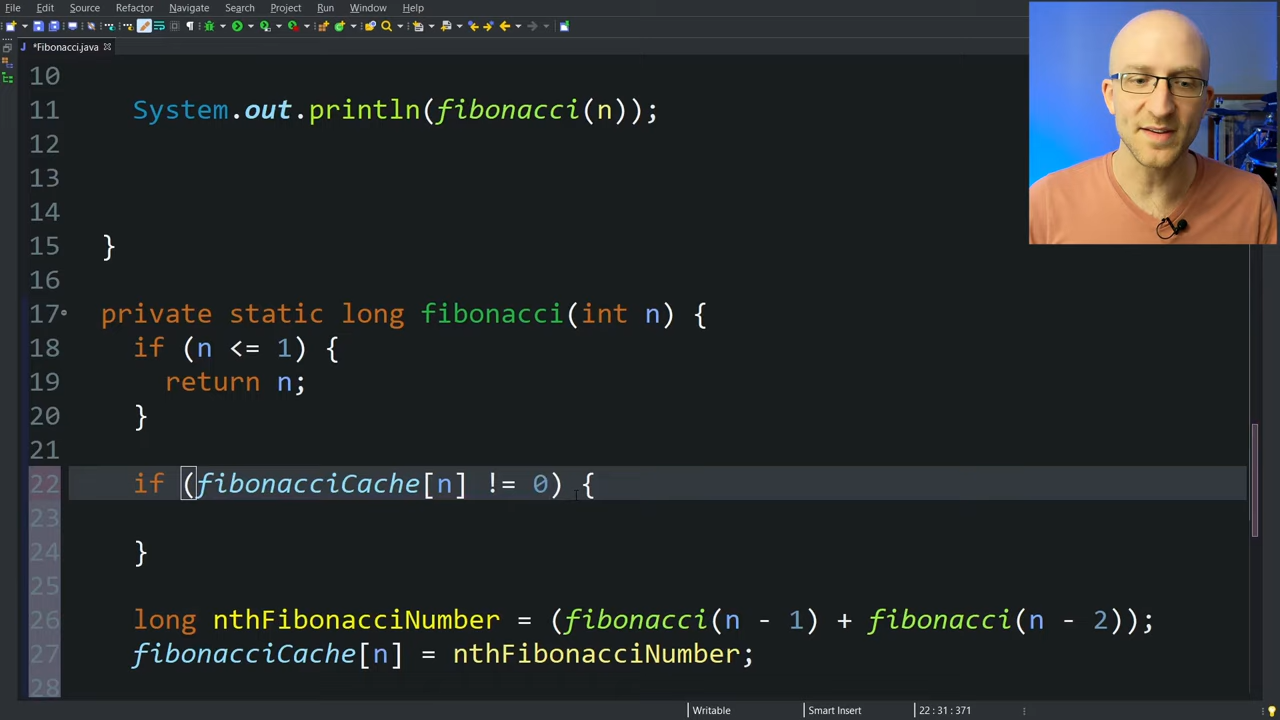 File Edit Source Refactor Navigate Search Project Run Window Help
*Fibonacci.java
10
11 System.out.println(fibonacci(n));
12
13
14
15 }
16
17 private static long fibonacci(int n) {
18 if (n <= 1) {
19 return n;
20 }
21
22 if (fibonacciCache[n] != 0) {
23
24 }
25
26 long nthFibonacciNumber = (fibonacci(n - 1) + fibonacci(n - 2));
27 fibonacciCache[n] = nthFibonacciNumber;
28
Writable Smart Insert 22 : 31 : 371